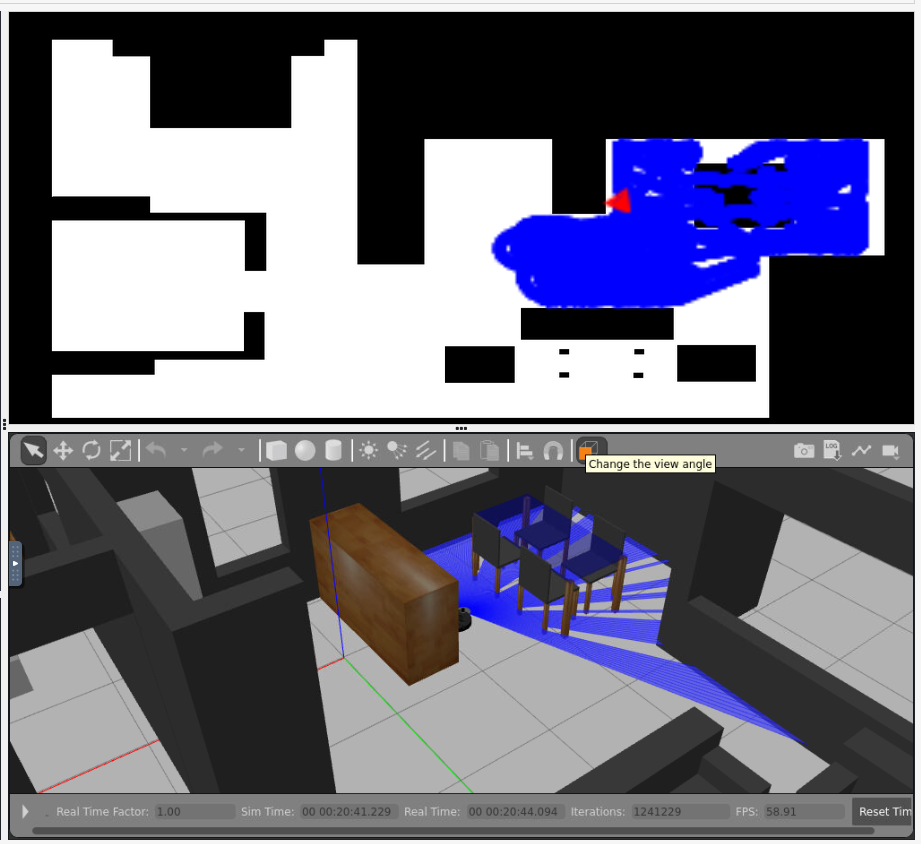 LOG
Change the view angle
Real Time Factor: 1.00 Sim Time: 00 00:20:41.229 Real Time: 00 00:20:44.094 Iterations: 1241229 FPS: 58.91 Reset Tim